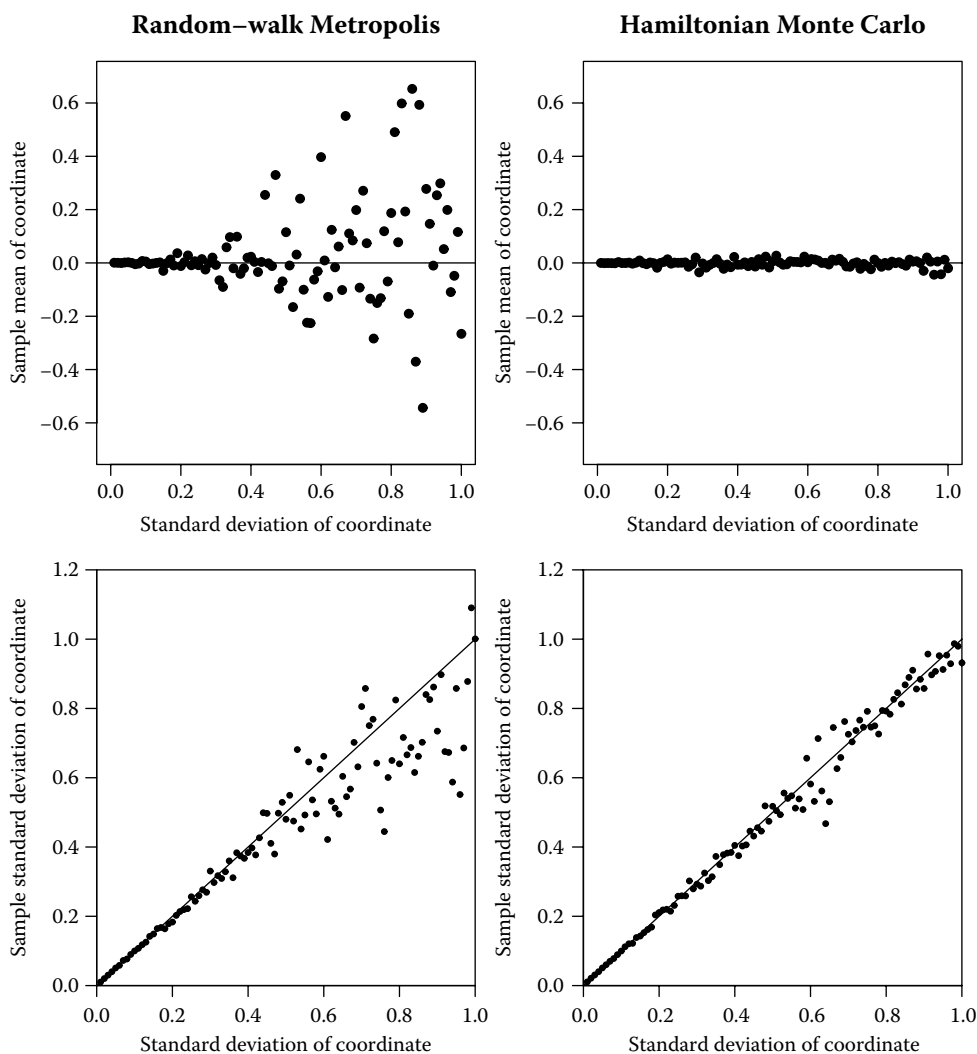 Random–walk Metropolis
Hamiltonian Monte Carlo
Sample mean of coordinate
0.6
0.4
0.2
0.0
–0.2
–0.4
–0.6
0.0 0.2 0.4 0.6 0.8 1.0
Standard deviation of coordinate
Sample mean of coordinate
0.6
0.4
0.2
0.0
–0.2
–0.4
–0.6
0.0 0.2 0.4 0.6 0.8 1.0
Standard deviation of coordinate
Sample standard deviation of coordinate
1.2
1.0
0.8
0.6
0.4
0.2
0.0
0.0 0.2 0.4 0.6 0.8 1.0
Standard deviation of coordinate
Sample standard deviation of coordinate
1.2
1.0
0.8
0.6
0.4
0.2
0.0
0.0 0.2 0.4 0.6 0.8 1.0
Standard deviation of coordinate